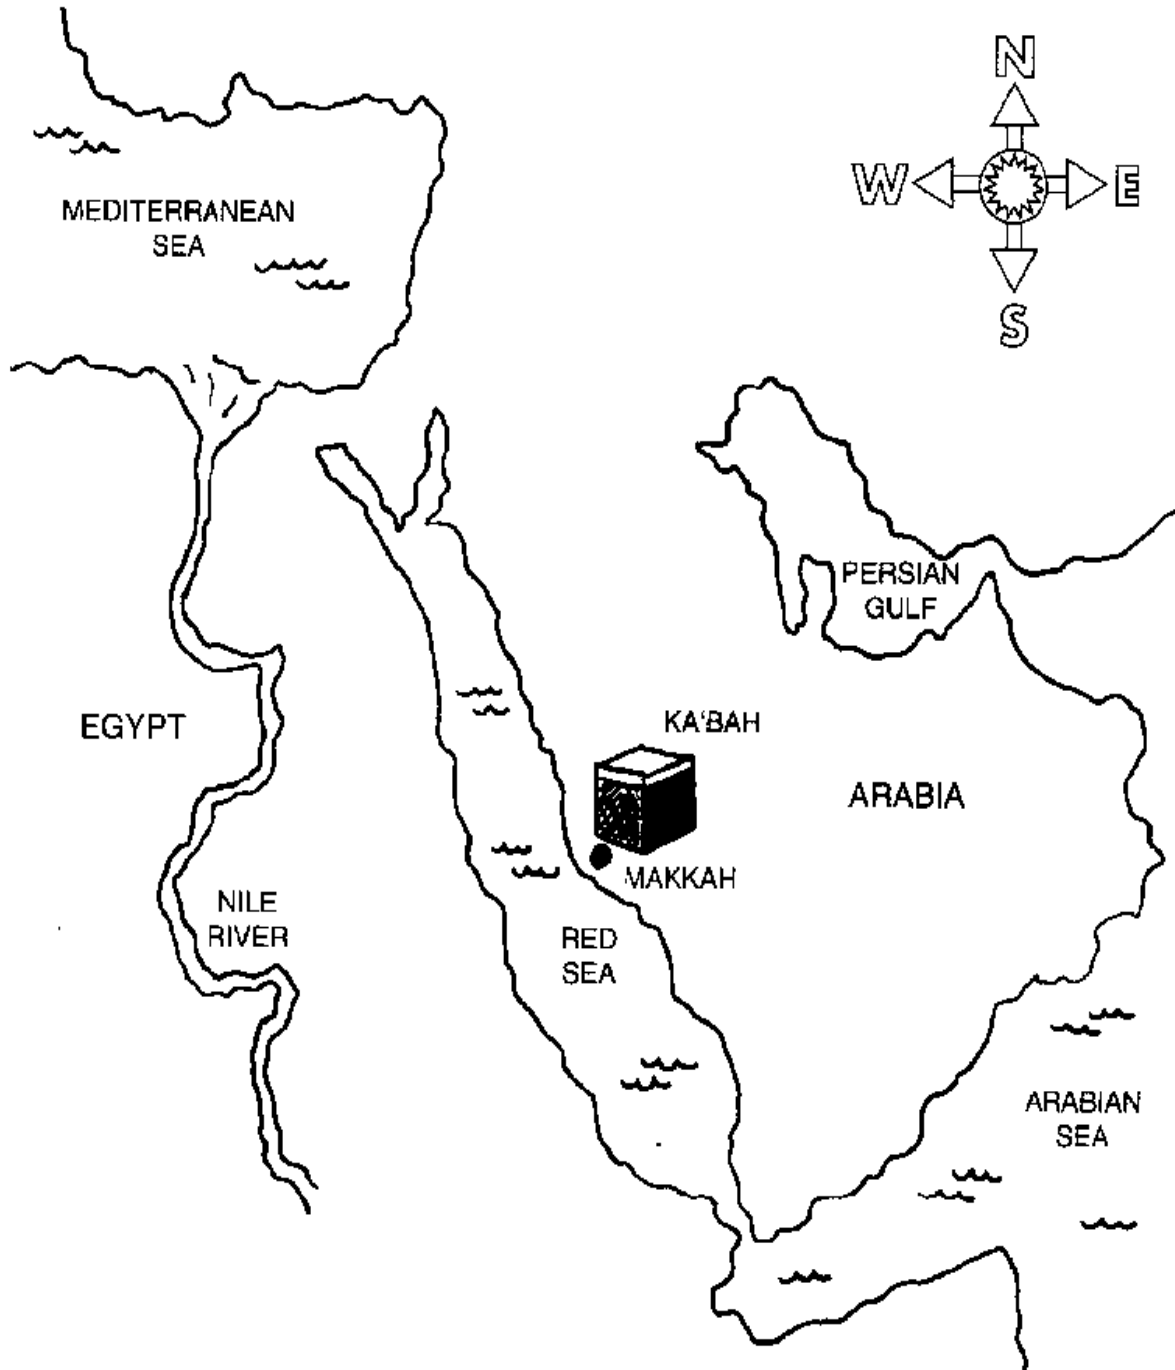 N
W
E
S
MEDITERRANEAN
SEA
PERSIAN
GULF
EGYPT
KA'BAH
ARABIA
MAKKAH
NILE
RIVER
RED
SEA
ARABIAN
SEA